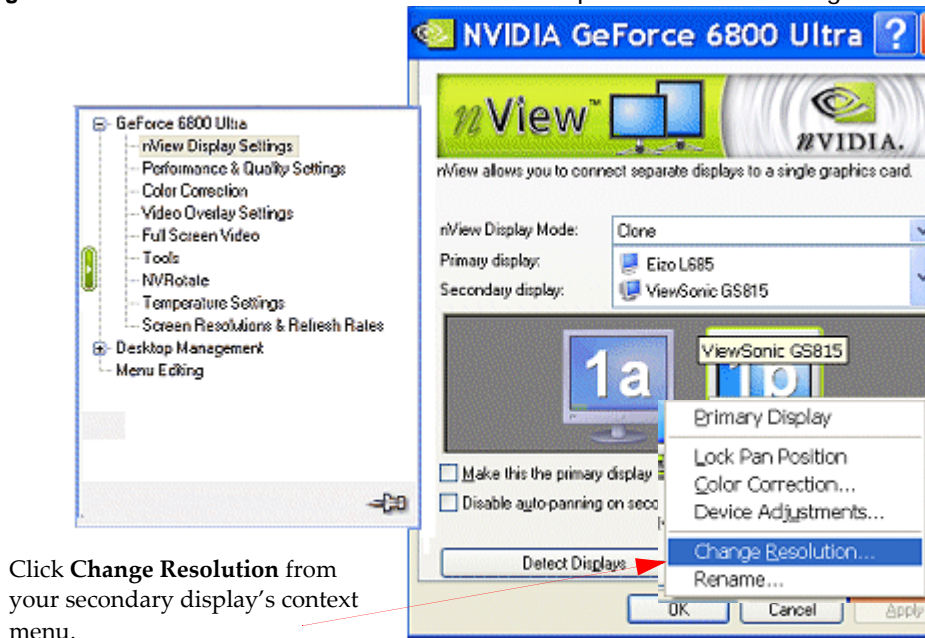 NVIDIA GeForce 6800 Ultra ?
nView™
NVIDIA.
nView allows you to connect separate displays to a single graphics card.
GeForce 6800 Ultra
nView Display Settings
Performance & Quality Settings
Color Correction
Video Overlay Settings
Full Screen Video
Tools
NVRotate
Temperature Settings
Screen Resolutions & Refresh Rates
Desktop Management
Menu Editing
nView Display Mode: Clone
Primary display: Eizo L685
Secondary display: ViewSonic GS815
1a
ViewSonic GS815
1b
Primary Display
Lock Pan Position
Color Correction...
Device Adjustments...
Change Resolution...
Rename...
Make this the primary display
Disable auto-panning on seco
Detect Displays
OK Cancel Apply
Click Change Resolution from
your secondary display's context
menu.